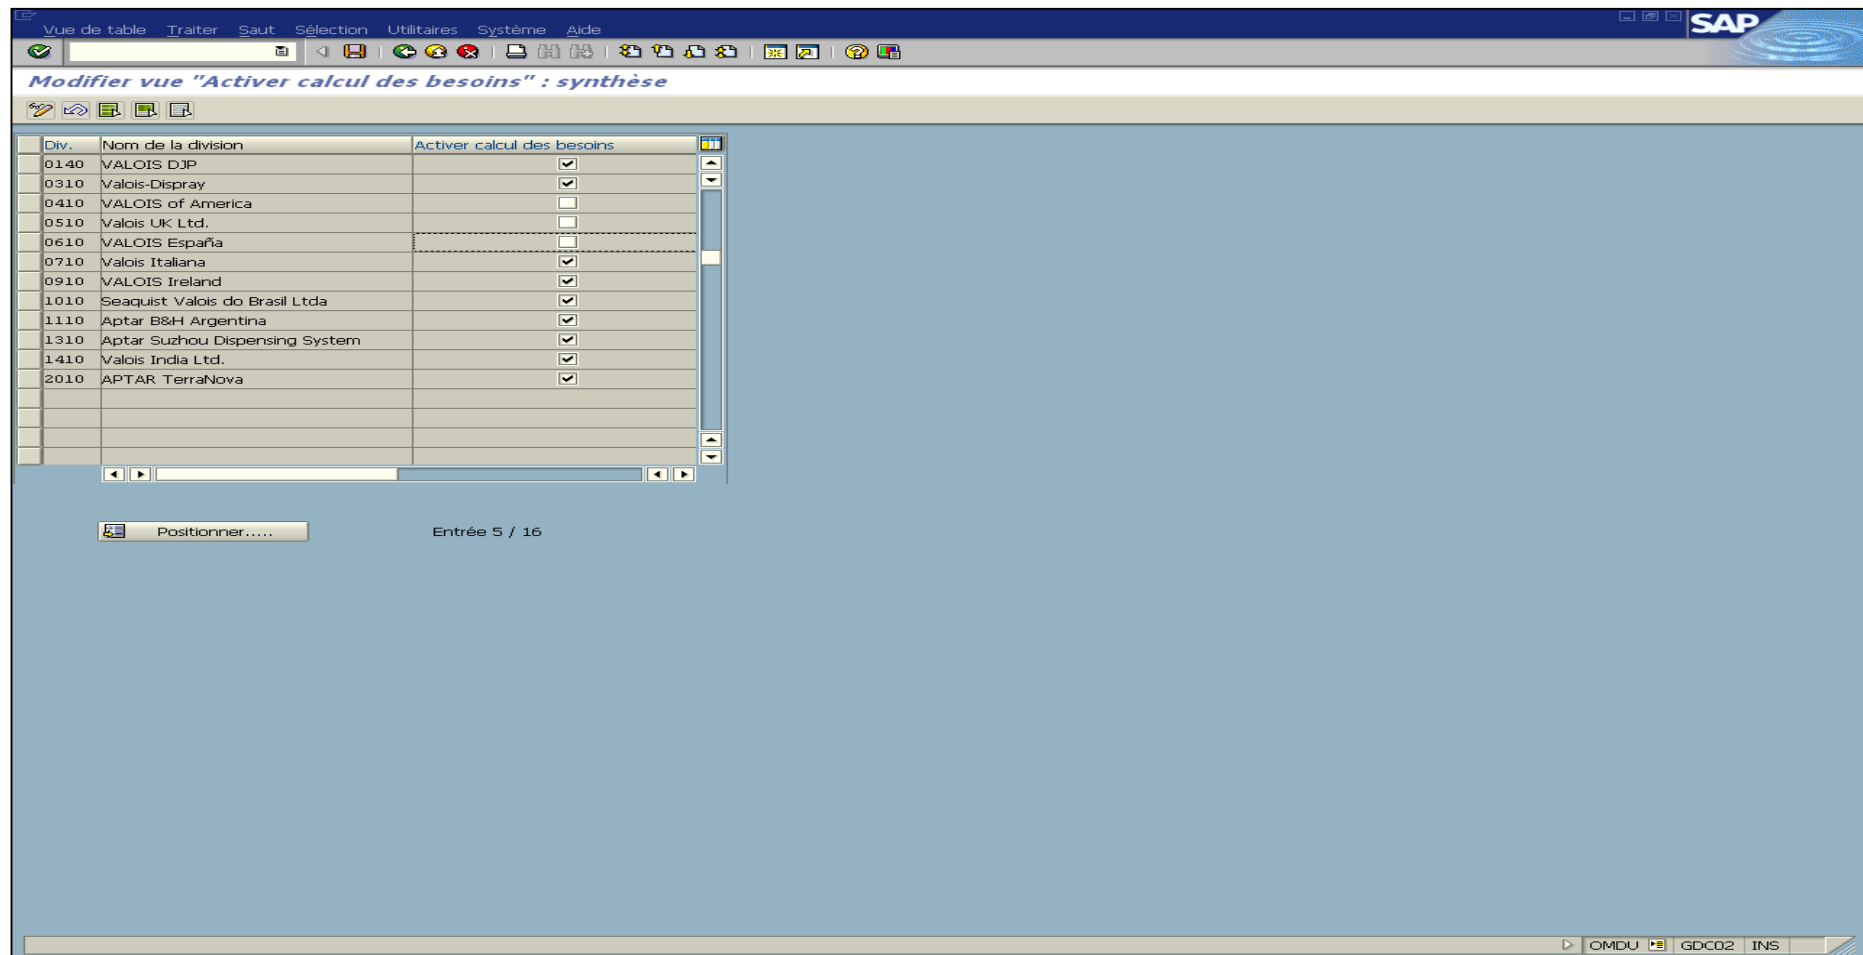 Vue de table Traiter Saut Sélection Utilitaires Système Aide
SAP
Modifier vue "Activer calcul des besoins" : synthèse
Div. Nom de la division Activer calcul des besoins
0140 VALOIS DJP
0310 Valois-Dispray
0410 VALOIS of America
0510 Valois UK Ltd.
0610 VALOIS España
0710 Valois Italiana
0910 VALOIS Ireland
1010 Seaquist Valois do Brasil Ltda
1110 Aptar B&H Argentina
1310 Aptar Suzhou Dispensing System
1410 Valois India Ltd.
2010 APTAR TerraNova
Positionner..... Entrée 5 / 16
OMDU GDC02 INS